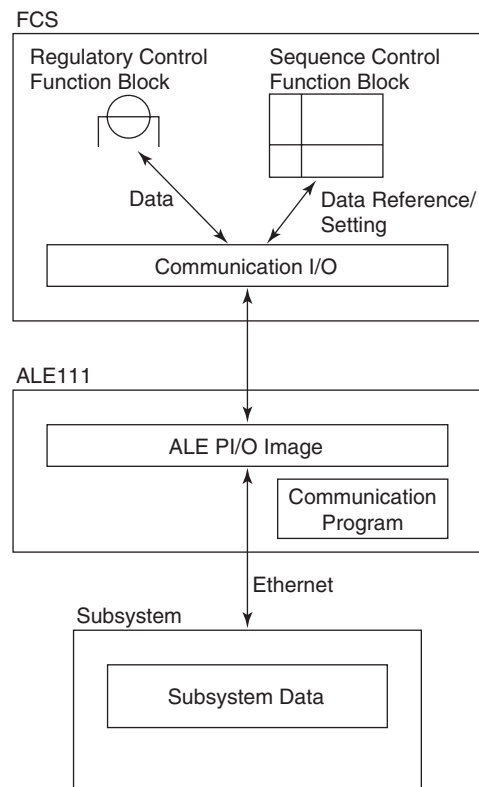 FCS
Regulatory Control
Function Block
Sequence Control
Function Block
Data
Data Reference/
Setting
Communication I/O
ALE111
ALE PI/O Image
Communication
Program
Ethernet
Subsystem
Subsystem Data